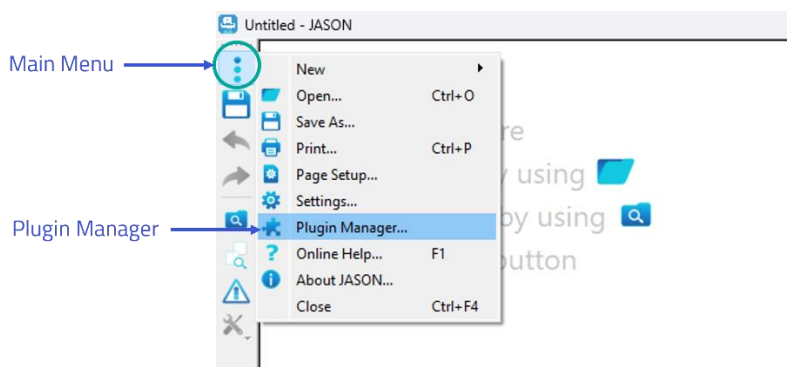 Untitled - JASON
Main Menu
New
Open... Ctrl+O
Save As...
Print... Ctrl+P
Page Setup...
Settings...
Plugin Manager...
Online Help... F1
About JASON...
Close Ctrl+F4
Plugin Manager
using
by using
button